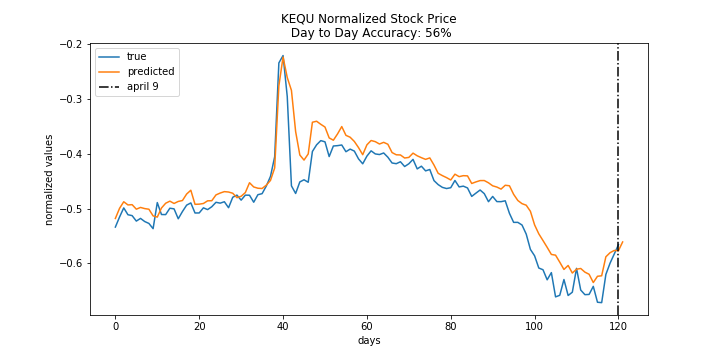 KEQU Normalized Stock Price
Day to Day Accuracy: 56%
−0.2
−0.3
−0.4
−0.5
−0.6
normalized values
true
predicted
april 9
0
20
40
60
80
100
120
days